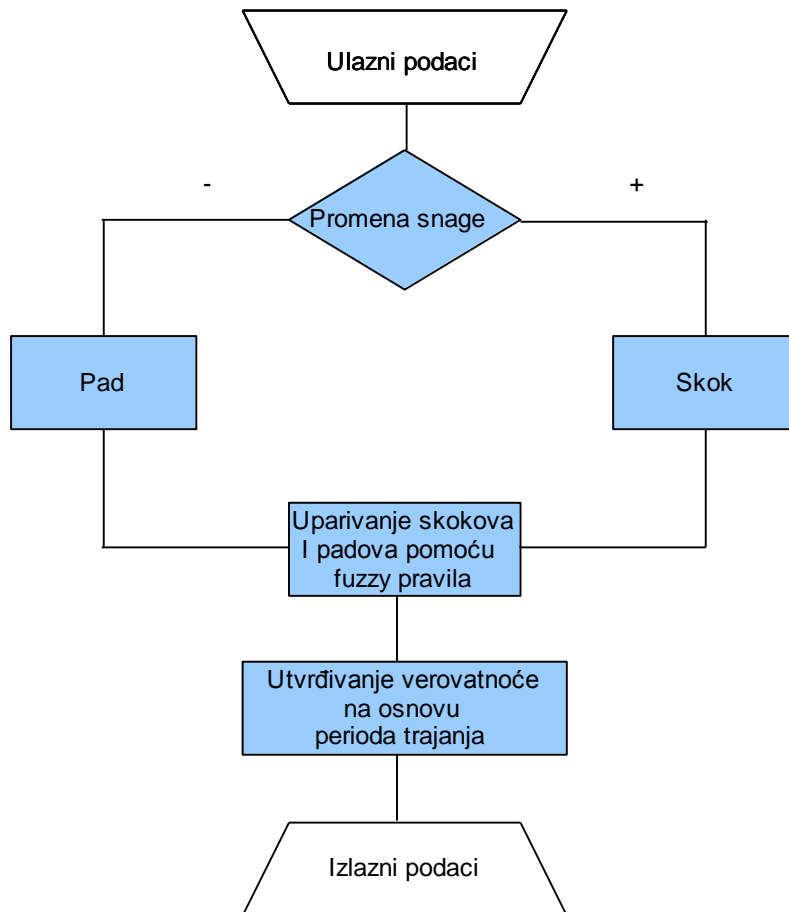 Ulazni podaci
-
+
Promena snage
Pad
Skok
Uparivanje skokova
I padova pomoću
fuzzy pravila
Utvrđivanje verovatnoće
na osnovu
perioda trajanja
Izlazni podaci